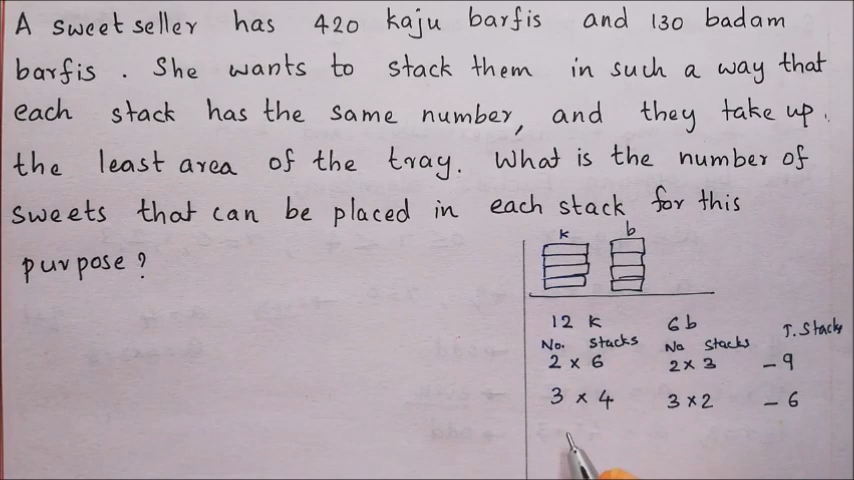 A sweet seller has 420 kaju barfis and 130 badam
barfis. She wants to stack them in such a way that
each stack has the same number, and they take up
the least area of the tray. What is the number of
sweets that can be placed in each stack for this
purpose?
k b
12 k 6 b
No. Stacks No Stacks T. Stacks
2 x 6 2 x 3 - 9
3 x 4 3 x 2 - 6